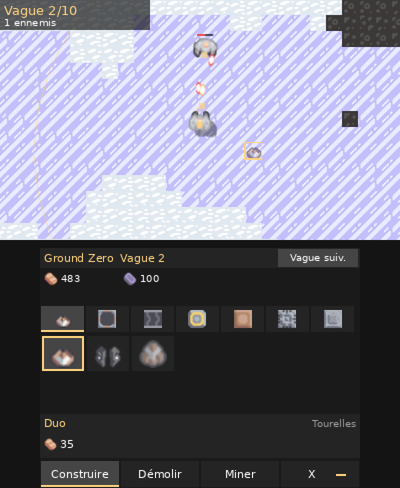 Vague 2/10
1 ennemis
Ground Zero Vague 2
Vague suiv.
483
100
Duo
Tourelles
35
Construire
Démolir
Miner
X